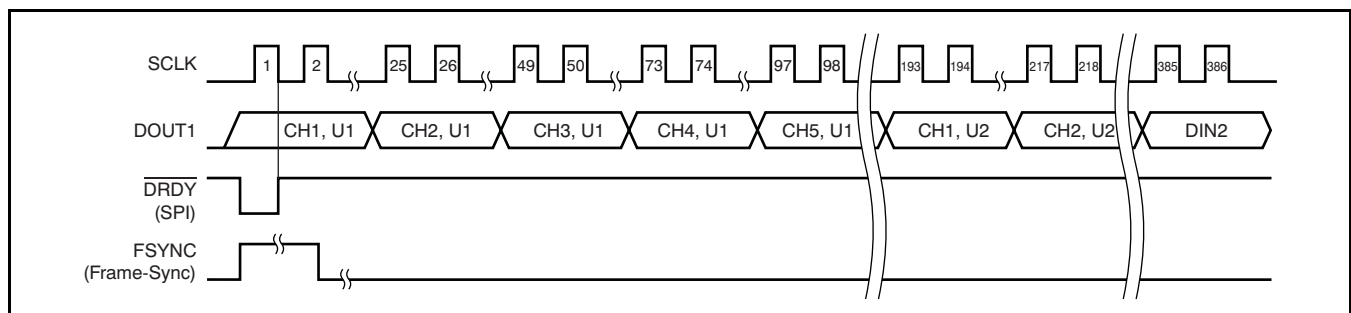 SCLK 1 2 25 26 49 50 73 74 97 98 193 194 217 218 385 386
DOUT1 CH1, U1 CH2, U1 CH3, U1 CH4, U1 CH5, U1 CH1, U2 CH2, U2 DIN2
DRDY
(SPI)
FSYNC
(Frame-Sync)